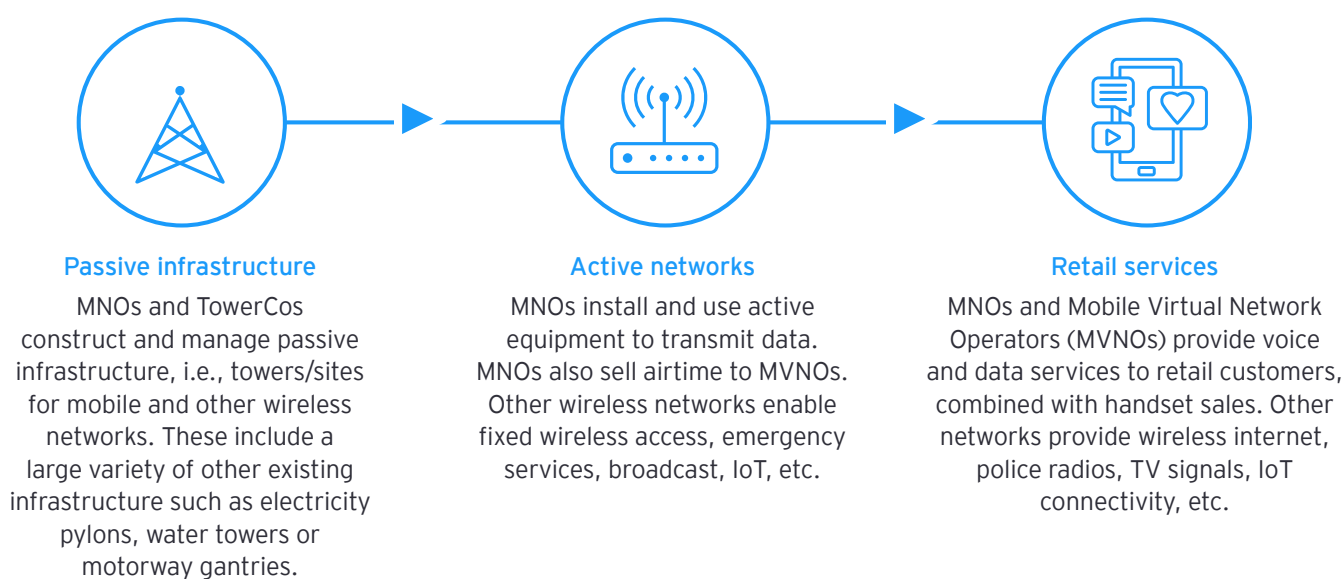 Passive infrastructure
MNOs and TowerCos
construct and manage passive
infrastructure, i.e., towers/sites
for mobile and other wireless
networks. These include a
large variety of other existing
infrastructure such as electricity
pylons, water towers or
motorway gantries.
Active networks
MNOs install and use active
equipment to transmit data.
MNOs also sell airtime to MVNOs.
Other wireless networks enable
fixed wireless access, emergency
services, broadcast, IoT, etc.
Retail services
MNOs and Mobile Virtual Network
Operators (MVNOs) provide voice
and data services to retail customers,
combined with handset sales. Other
networks provide wireless internet,
police radios, TV signals, IoT
connectivity, etc.